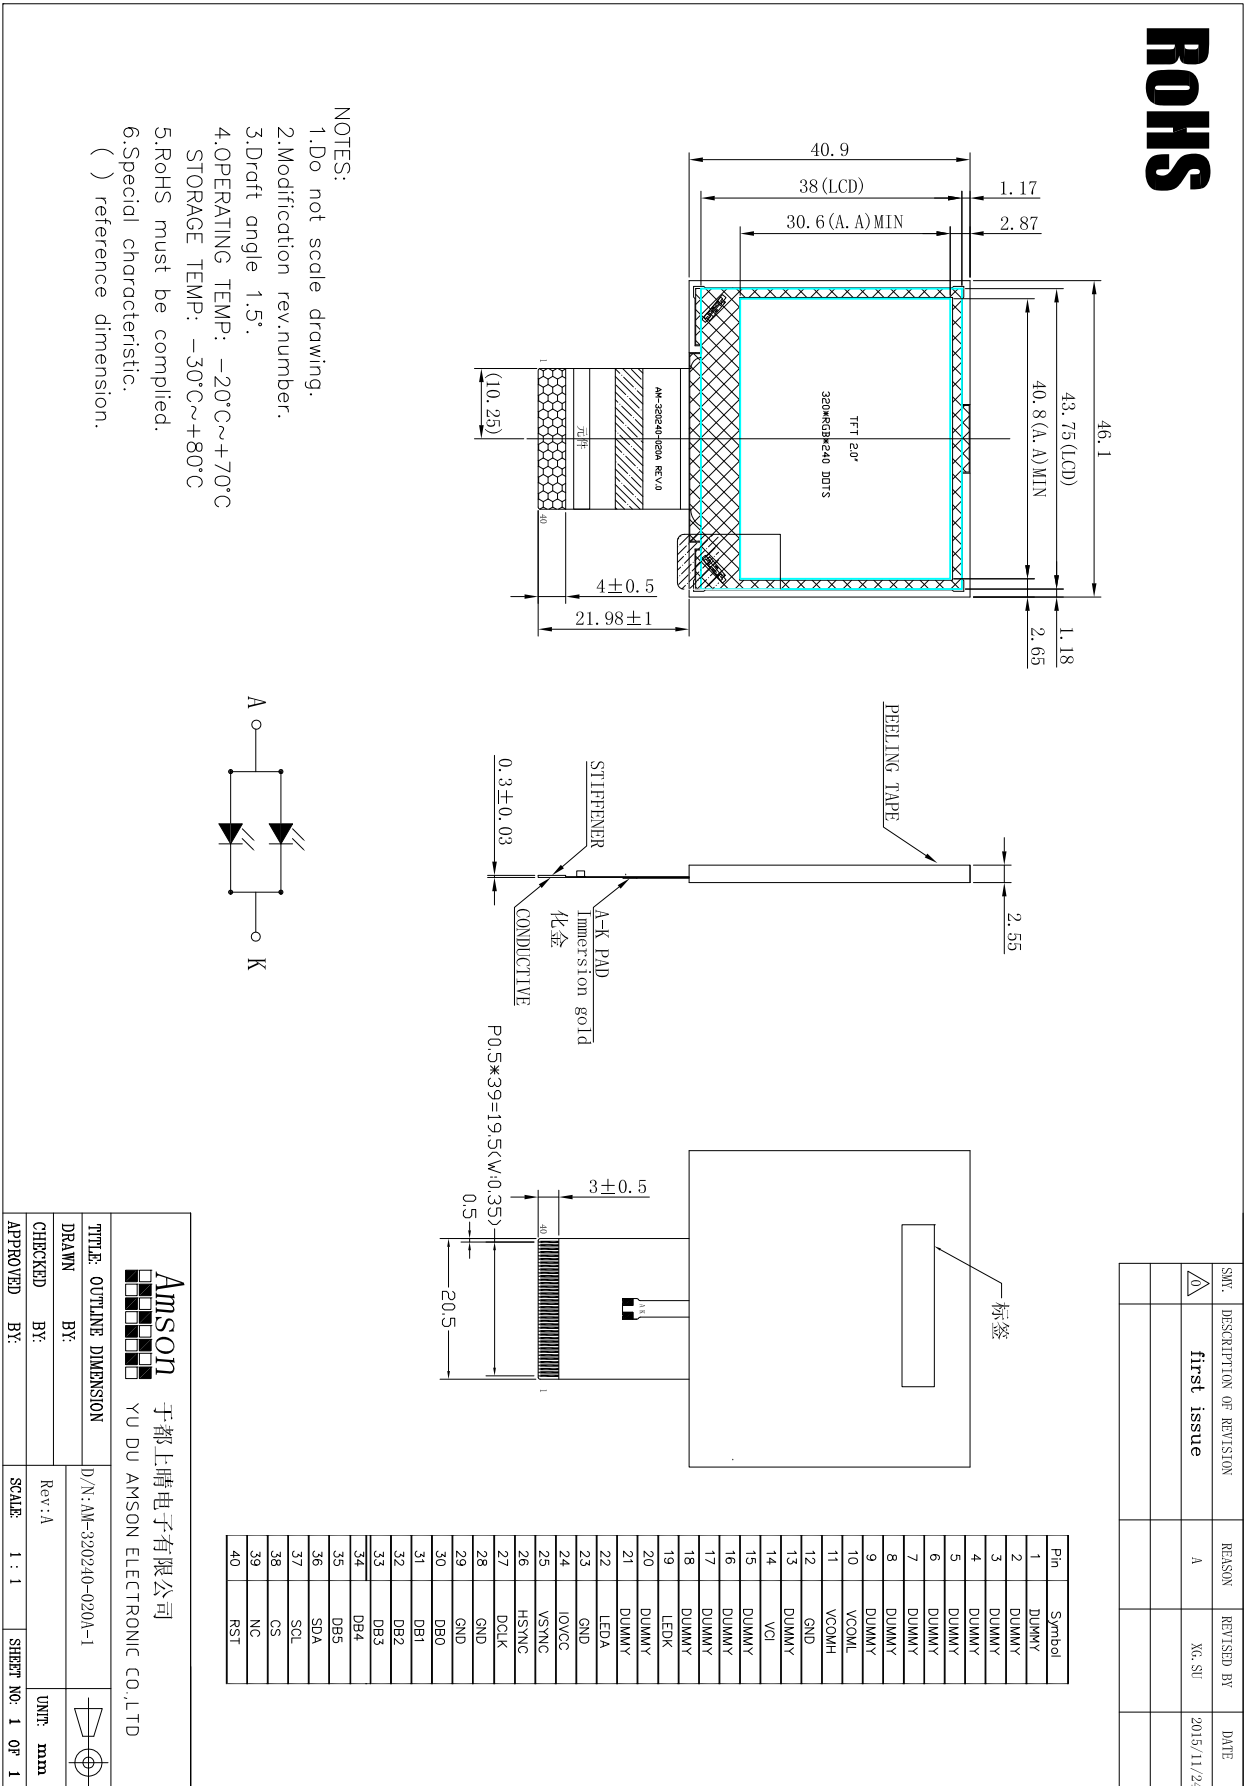 ROHS
SMY. DESCRIPTION OF REVISION REASON REVISED BY DATE
0 first issue A XG.SU 2015/11/24
46.1
43.75(LCD)
40.8(A.A)MIN
1.18
2.65
40.9
38(LCD)
30.6(A.A)MIN
1.17
2.87
TFT 2.0"
320*RGB*240 DOTS
AM-320240-020A REV.0
元件
1
40
(10.25)
4±0.5
21.98±1
PEELING TAPE
2.55
STIFFENER
0.3±0.03
A-K PAD
Immersion gold
化金
CONDUCTIVE
标签
3±0.5
A K
40
1
P0.5*39=19.5(W:0.35)
0.5
20.5
NOTES:
1.Do not scale drawing.
2.Modification rev.number.
3.Draft angle 1.5°.
4.OPERATING TEMP: -20°C~+70°C
STORAGE TEMP: -30°C~+80°C
5.RoHS must be complied.
6.Special characteristic.
( ) reference dimension.
A
K
Pin Symbol
1 DUMMY
2 DUMMY
3 DUMMY
4 DUMMY
5 DUMMY
6 DUMMY
7 DUMMY
8 DUMMY
9 DUMMY
10 VCOML
11 VCOMH
12 GND
13 DUMMY
14 VCI
15 DUMMY
16 DUMMY
17 DUMMY
18 DUMMY
19 LEDK
20 DUMMY
21 DUMMY
22 LEDA
23 GND
24 IOVCC
25 VSYNC
26 HSYNC
27 DCLK
28 GND
29 GND
30 DB0
31 DB1
32 DB2
33 DB3
34 DB4
35 DB5
36 SDA
37 SCL
38 CS
39 NC
40 RST
Amson 于都上晴电子有限公司
YU DU AMSON ELECTRONIC CO.,LTD
TITLE: OUTLINE DIMENSION
D/N:AM-320240-020A-1
DRAWN BY:
CHECKED BY:
Rev:A
UNIT: mm
APPROVED BY:
SCALE: 1 : 1
SHEET NO: 1 OF 1